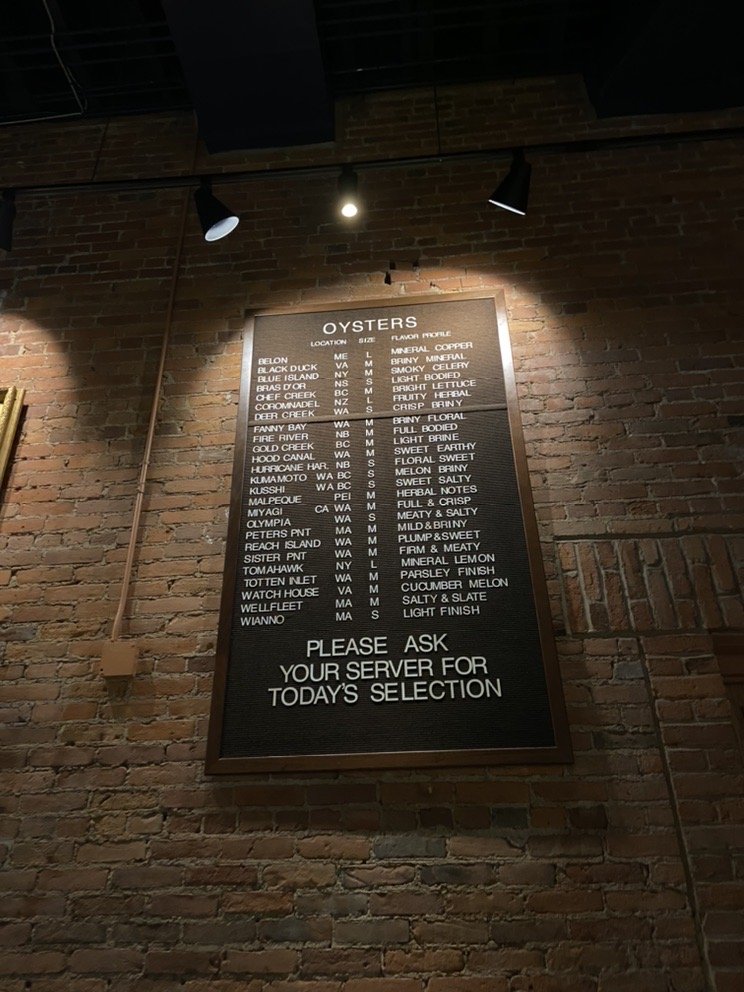 OYSTERS
LOCATION SIZE FLAVOR PROFILE
BELON ME L MINERAL COPPER
BLACK DUCK VA M BRINY MINERAL
BLUE ISLAND NY M SMOKY CELERY
BRAS D'OR NS S LIGHT BODIED
CHEF CREEK BC M BRIGHT LETTUCE
COROMNADEL NZ L FRUITY HERBAL
DEER CREEK WA S CRISP BRINY
FANNY BAY WA M BRINY FLORAL
FIRE RIVER NB M FULL BODIED
GOLD CREEK BC M LIGHT BRINE
HOOD CANAL WA M SWEET EARTHY
HURRICANE HAR. NB S FLORAL SWEET
KUMAMOTO WA BC S MELON BRINY
KUSSHI WA BC S SWEET SALTY
MALPEQUE PEI M HERBAL NOTES
MIYAGI CA WA M FULL & CRISP
OLYMPIA WA S MEATY & SALTY
PETERS PNT MA M MILD&BRINY
REACH ISLAND WA M PLUMP&SWEET
SISTER PNT WA M FIRM & MEATY
TOMAHAWK NY L MINERAL LEMON
TOTTEN INLET WA M PARSLEY FINISH
WATCH HOUSE VA M CUCUMBER MELON
WELLFLEET MA M SALTY & SLATE
WIANNO MA S LIGHT FINISH
PLEASE ASK
YOUR SERVER FOR
TODAY'S SELECTION